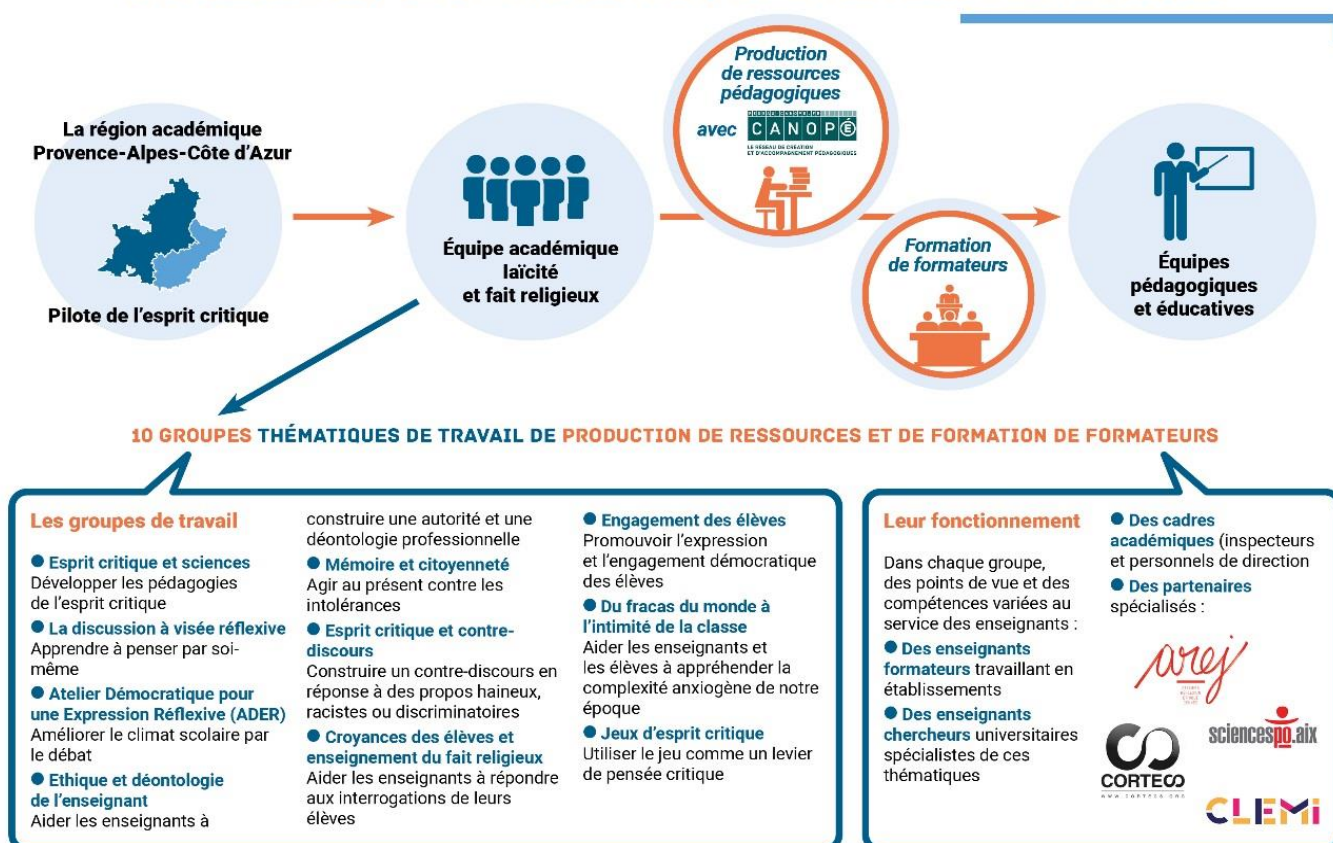 La région académique
Provence-Alpes-Côte d'Azur
Pilote de l'esprit critique
Équipe académique
laïcité
et fait religieux
Production
de ressources
pédagogiques
avec CANOPÉ
LE RÉSEAU DE CRÉATION
ET D'ACCOMPAGNEMENT PÉDAGOGIQUES
Formation
de formateurs
Équipes
pédagogiques
et éducatives
10 GROUPES THÉMATIQUES DE TRAVAIL DE PRODUCTION DE RESSOURCES ET DE FORMATION DE FORMATEURS
Les groupes de travail
● Esprit critique et sciences
Développer les pédagogies
de l'esprit critique
● La discussion à visée réflexive
Apprendre à penser par soi-
même
● Atelier Démocratique pour
une Expression Réflexive (ADER)
Améliorer le climat scolaire par
le débat
● Ethique et déontologie
de l'enseignant
Aider les enseignants à
construire une autorité et une
déontologie professionnelle
● Mémoire et citoyenneté
Agir au présent contre les
intolérances
● Esprit critique et contre-
discours
Construire un contre-discours en
réponse à des propos haineux,
racistes ou discriminatoires
● Croyances des élèves et
enseignement du fait religieux
Aider les enseignants à répondre
aux interrogations de leurs
élèves
● Engagement des élèves
Promouvoir l'expression
et l'engagement démocratique
des élèves
● Du fracas du monde à
l'intimité de la classe
Aider les enseignants et
les élèves à appréhender la
complexité anxiogène de notre
époque
● Jeux d'esprit critique
Utiliser le jeu comme un levier
de pensée critique
Leur fonctionnement
Dans chaque groupe,
des points de vue et des
compétences variées au
service des enseignants :
● Des enseignants
formateurs travaillant en
établissements
● Des enseignants
chercheurs universitaires
spécialistes de ces
thématiques
● Des cadres
académiques (inspecteurs
et personnels de direction
● Des partenaires
spécialisés :
arej
sciencespo.aix
CORTECO
WWW.CORTECS.ORG
CLEMI